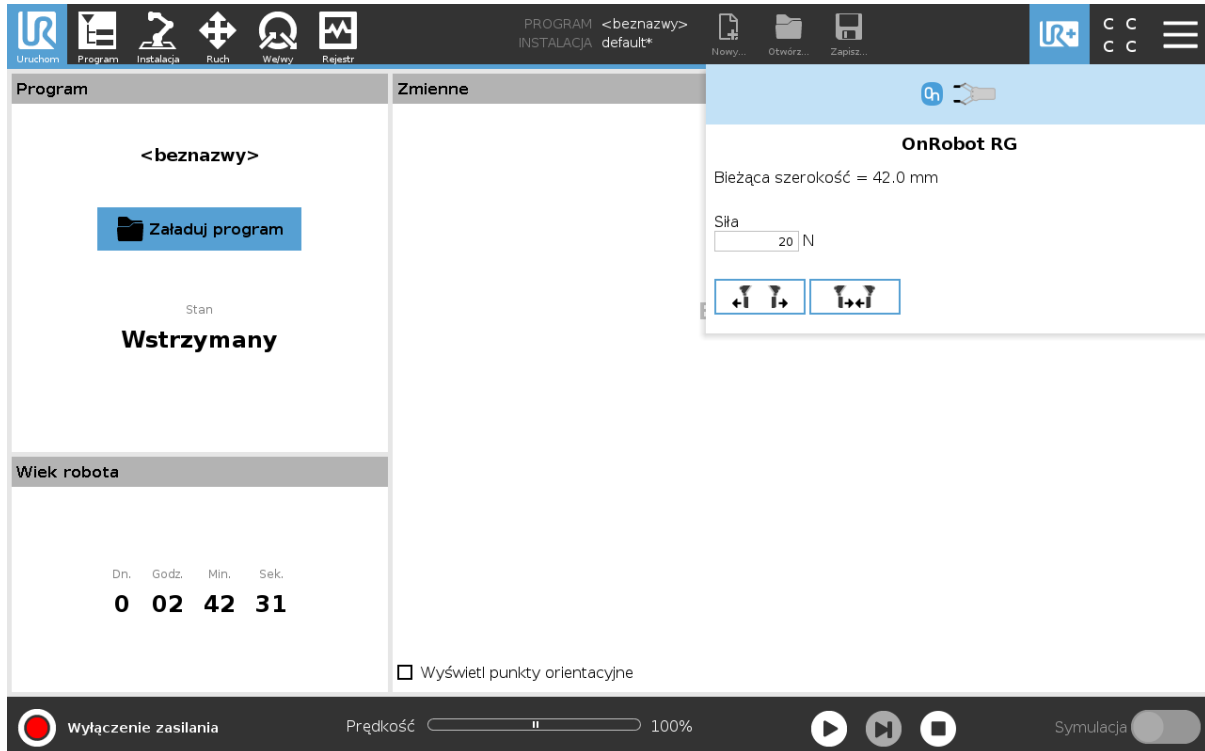 PROGRAM <beznazwy>
INSTALACJA default*
UR
Uruchom
Program
Instalacja
Ruch
We/wy
Rejestr
Nowy...
Otwórz...
Zapisz...
UR+
C C
C C
Program
<beznazwy>
Załaduj program
Stan
Wstrzymany
Wiek robota
Dn. Godz. Min. Sek.
0 02 42 31
Zmienne
OnRobot RG
Bieżąca szerokość = 42.0 mm
Siła
20 N
Wyświetl punkty orientacyjne
Wyłączenie zasilania
Prędkość
100%
Symulacja